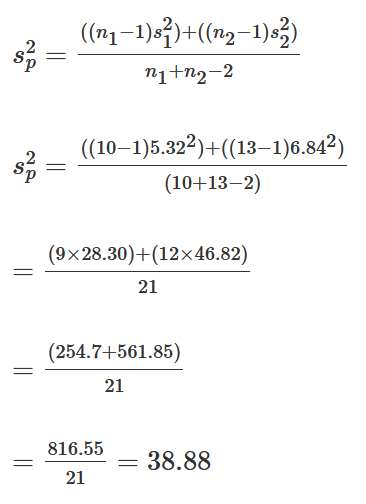 s_p^2 = ((n_1−1)s_1^2)+((n_2−1)s_2^2) / n_1+n_2−2
s_p^2 = ((10−1)5.32^2)+((13−1)6.84^2) / (10+13−2)
= (9×28.30)+(12×46.82) / 21
= (254.7+561.85) / 21
= 816.55 / 21 = 38.88